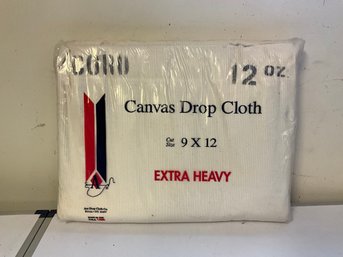 CORD 12 OZ
Canvas Drop Cloth
Cut Size 9 X 12
EXTRA HEAVY